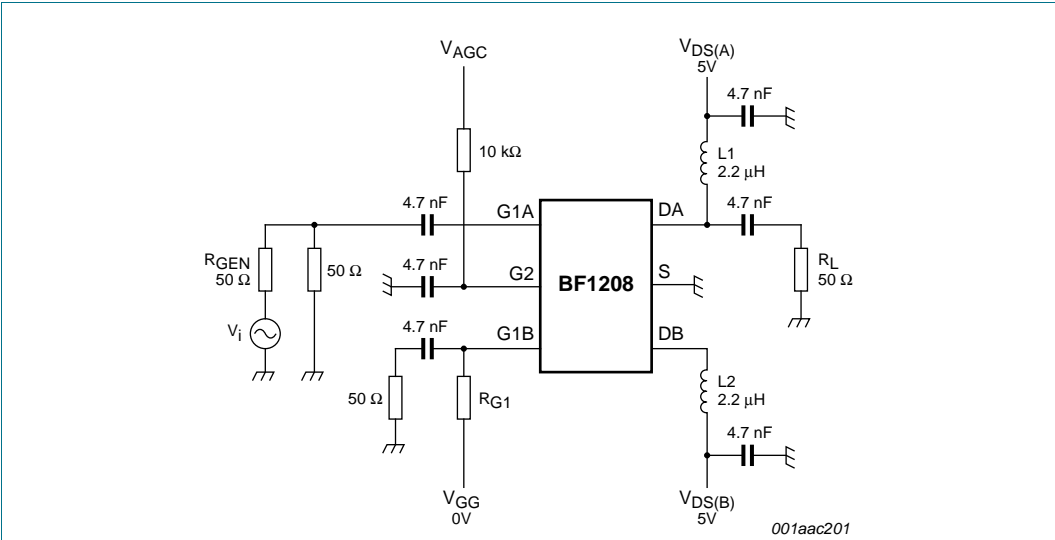 VAGC
VDS(A)
5V
4.7 nF
10 kΩ
L1
2.2 μH
4.7 nF
G1A
DA
4.7 nF
RGEN
50 Ω
50 Ω
4.7 nF
G2
BF1208
S
RL
50 Ω
Vi
4.7 nF
G1B
DB
50 Ω
RG1
L2
2.2 μH
4.7 nF
VGG
0V
VDS(B)
5V
001aac201